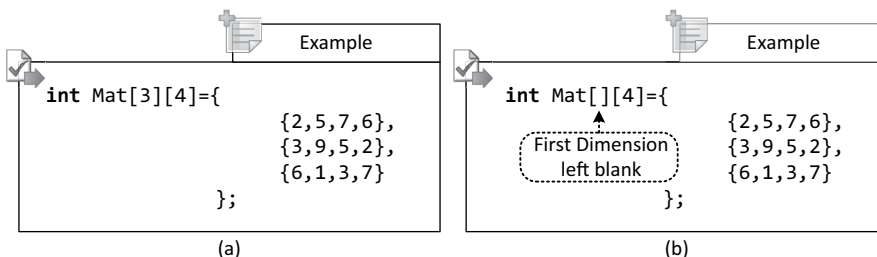 Example
int Mat[3][4]={
{2,5,7,6},
{3,9,5,2},
{6,1,3,7}
};
(a)
Example
int Mat[][4]={
First Dimension
left blank
{2,5,7,6},
{3,9,5,2},
{6,1,3,7}
};
(b)